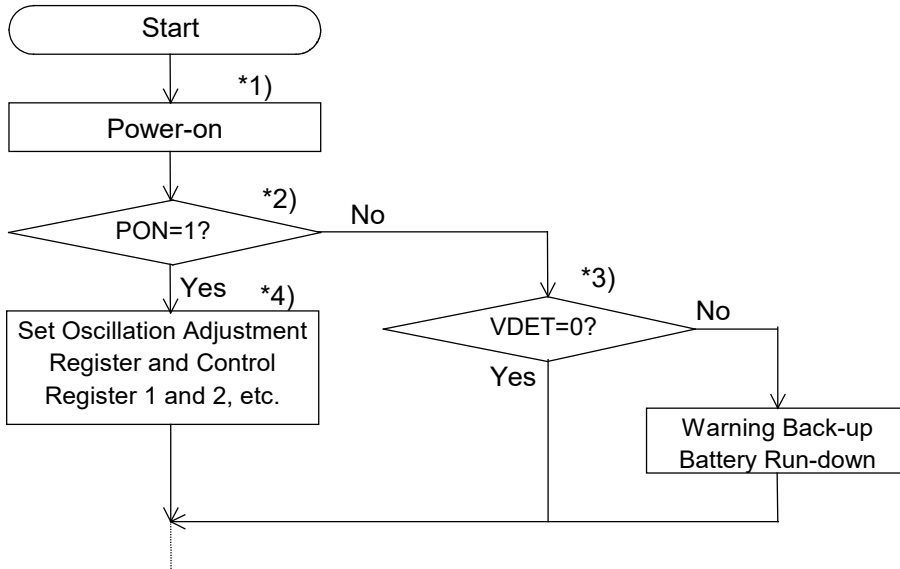 Start
*1)
Power-on
*2)
PON=1?
No
Yes
*4)
Set Oscillation Adjustment
Register and Control
Register 1 and 2, etc.
*3)
VDET=0?
No
Yes
Warning Back-up
Battery Run-down